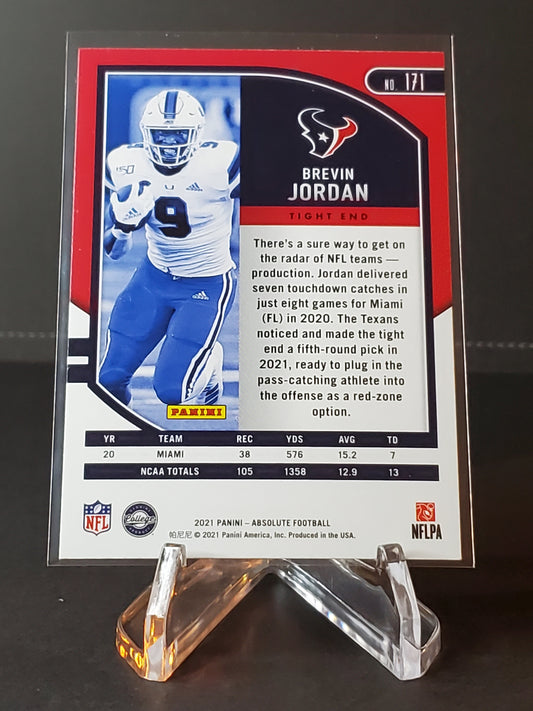 NO. 171
BREVIN
JORDAN
TIGHT END
150
9
9
There's a sure way to get on
the radar of NFL teams —
production. Jordan delivered
seven touchdown catches in
just eight games for Miami
(FL) in 2020. The Texans
noticed and made the tight
end a fifth-round pick in
2021, ready to plug in the
pass-catching athlete into
the offense as a red-zone
option.
PANINI
YR TEAM REC YDS AVG TD
20 MIAMI 38 576 15.2 7
NCAA TOTALS 105 1358 12.9 13
NFL
College
NFLPA
2021 PANINI – ABSOLUTE FOOTBALL
帕尼尼 © 2021 Panini America, Inc. Produced in the USA.